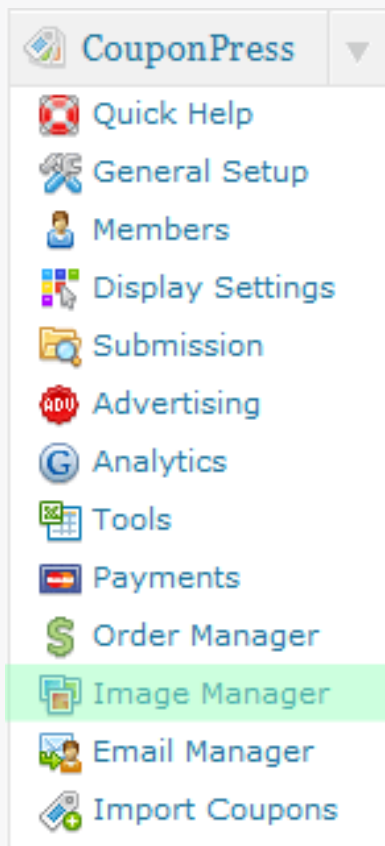 CouponPress
Quick Help
General Setup
Members
Display Settings
Submission
ADV Advertising
G Analytics
Tools
Payments
Order Manager
Image Manager
Email Manager
Import Coupons